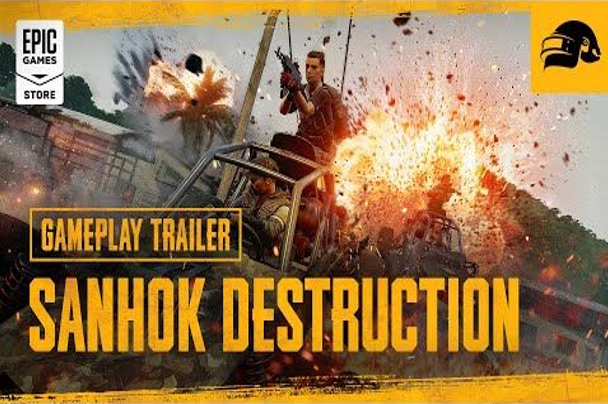 EPIC
GAMES
STORE
GAMEPLAY TRAILER
SANHOK DESTRUCTION